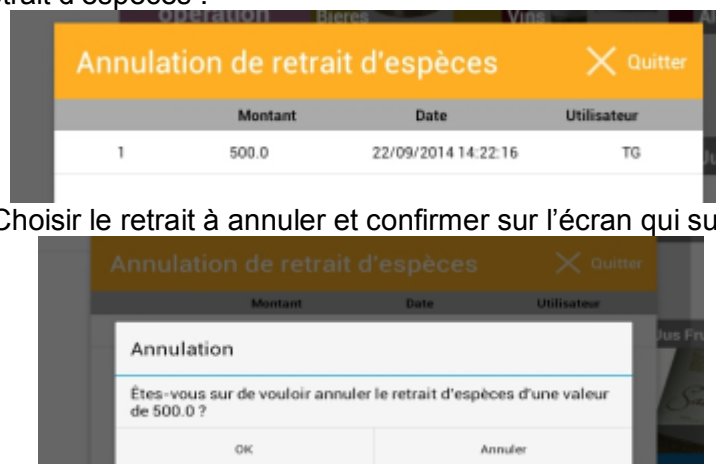 trait d'espèces :
opération Bieres Vins
Annulation de retrait d'espèces Quitter
Montant Date Utilisateur
1 500.0 22/09/2014 14:22:16 TG
Choisir le retrait à annuler et confirmer sur l'écran qui su
Annulation de retrait d'espèces Quitter
Montant Date Utilisateur
Jus Fru
Annulation
Êtes-vous sur de vouloir annuler le retrait d'espèces d'une valeur
de 500.0 ?
OK Annuler